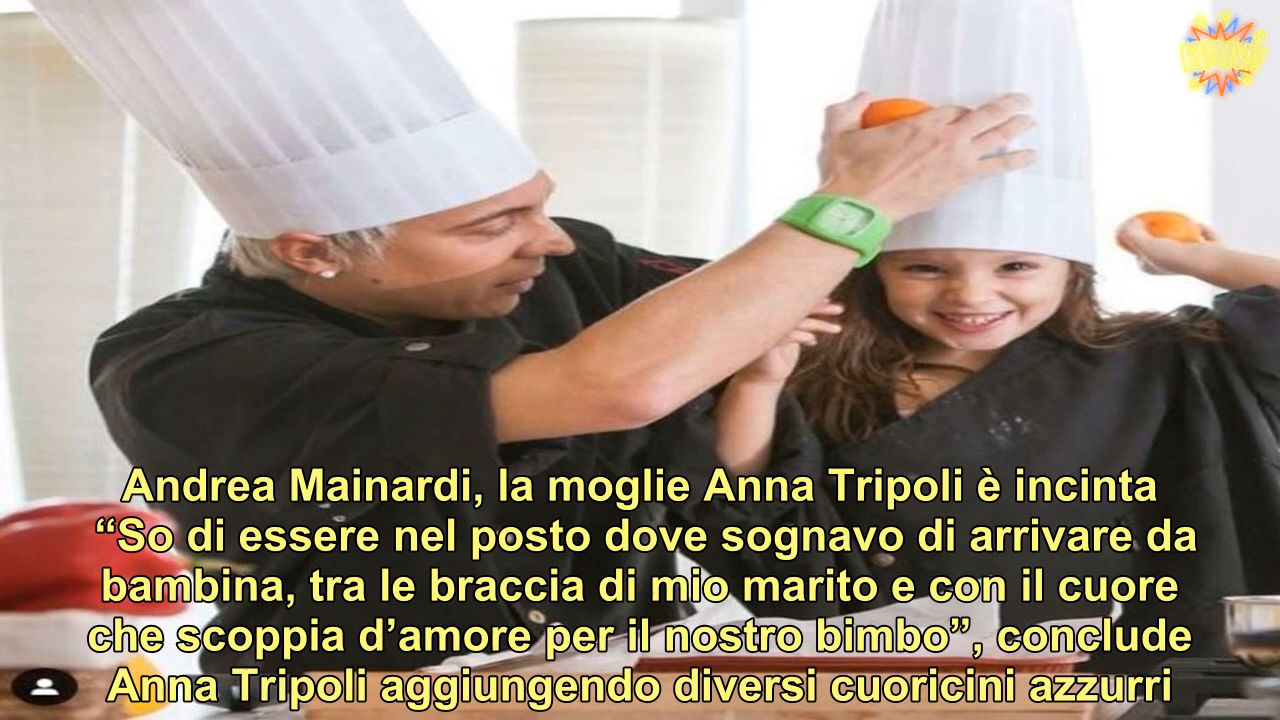 Andrea Mainardi, la moglie Anna Tripoli è incinta
“So di essere nel posto dove sognavo di arrivare da
bambina, tra le braccia di mio marito e con il cuore
che scoppia d’amore per il nostro bimbo”, conclude
Anna Tripoli aggiungendo diversi cuoricini azzurri